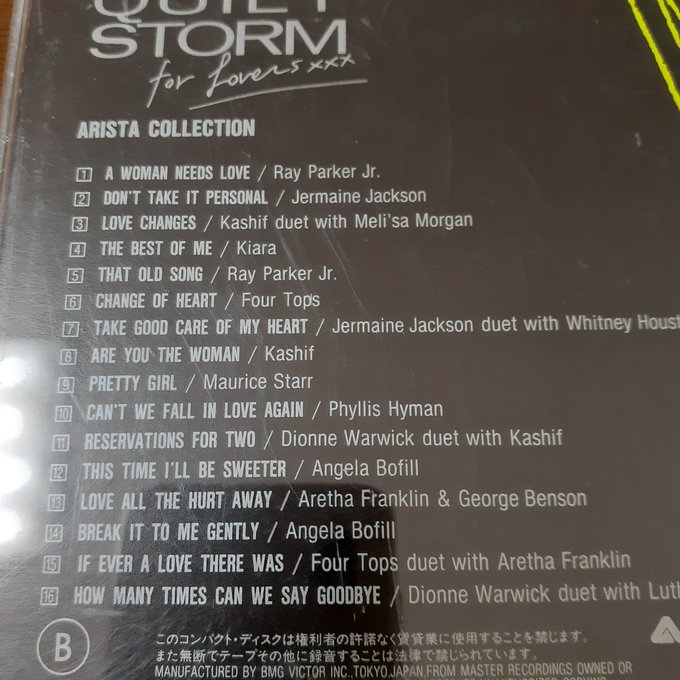 QUIET
STORM
for Lovers xxx
ARISTA COLLECTION
1 A WOMAN NEEDS LOVE / Ray Parker Jr.
2 DON'T TAKE IT PERSONAL / Jermaine Jackson
3 LOVE CHANGES / Kashif duet with Meli'sa Morgan
4 THE BEST OF ME / Kiara
5 THAT OLD SONG / Ray Parker Jr.
6 CHANGE OF HEART / Four Tops
7 TAKE GOOD CARE OF MY HEART / Jermaine Jackson duet with Whitney Houst
8 ARE YOU THE WOMAN / Kashif
9 PRETTY GIRL / Maurice Starr
10 CAN'T WE FALL IN LOVE AGAIN / Phyllis Hyman
11 RESERVATIONS FOR TWO / Dionne Warwick duet with Kashif
12 THIS TIME I'LL BE SWEETER / Angela Bofill
13 LOVE ALL THE HURT AWAY / Aretha Franklin & George Benson
14 BREAK IT TO ME GENTLY / Angela Bofill
15 IF EVER A LOVE THERE WAS / Four Tops duet with Aretha Franklin
16 HOW MANY TIMES CAN WE SAY GOODBYE / Dionne Warwick duet with Luth
B
このコンパクト・ディスクは権利者の許諾なく賃貸業に使用することを禁じます。
また無断でテープその他に録音することは法律で禁じられています。
MANUFACTURED BY BMG VICTOR INC., TOKYO, JAPAN, FROM MASTER RECORDINGS OWNED OR